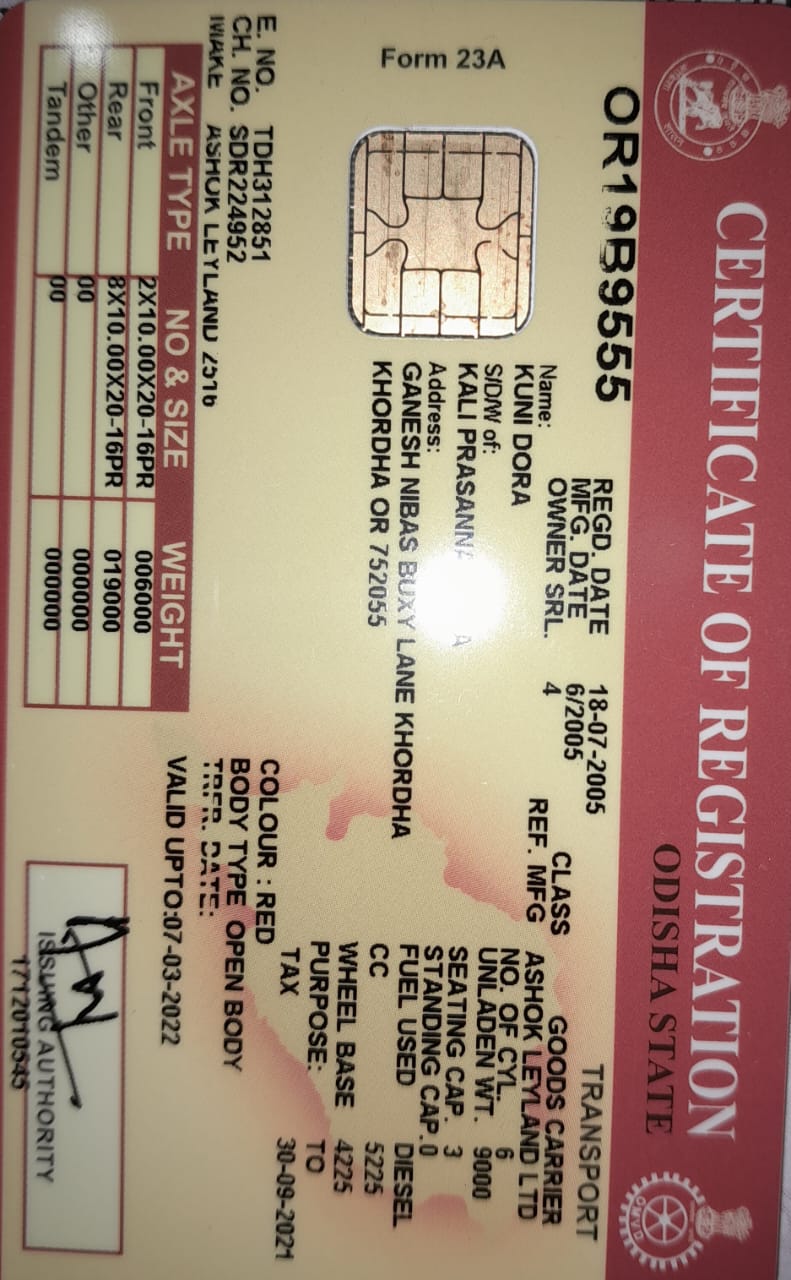 CERTIFICATE OF REGISTRATION
ODISHA STATE
OR19B9555
TRANSPORT
REGD. DATE 18-07-2005 CLASS GOODS CARRIER
MFG. DATE 6/2005 REF. MFG ASHOK LEYLAND LTD
OWNER SRL. 4
NO. OF CYL. 6
UNLADEN WT. 9000
SEATING CAP. 3
STANDING CAP. 0
FUEL USED DIESEL
CC 5225
WHEEL BASE 4225
PURPOSE: TO
TAX 30-09-2021
Form 23A
Name:
KUNI DORA
S/D/W of:
KALI PRASANNA
Address:
GANESH NIBAS BUXY LANE KHORDHA
KHORDHA OR 752055
E. NO. TDH312851
CH. NO. SDR224952
MAKE ASHOK LEYLAND 2516
COLOUR : RED
BODY TYPE OPEN BODY
TRFR. DATE:
VALID UPTO:07-03-2022
AXLE TYPE NO & SIZE WEIGHT
Front 2X10.00X20-16PR 006000
Rear 8X10.00X20-16PR 019000
Other 00 000000
Tandem 00 000000
ISSUING AUTHORITY
1712010545